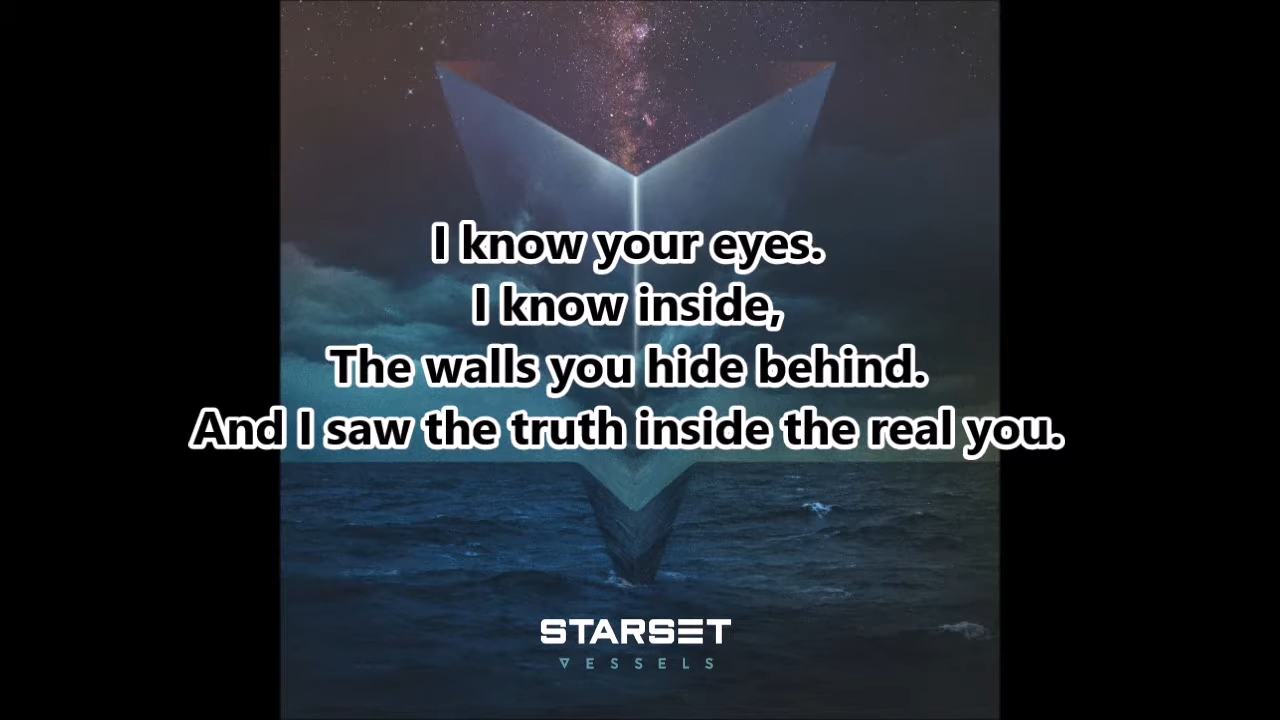 I know your eyes.
I know inside,
The walls you hide behind.
And I saw the truth inside the real you.
STARSET
VESSELS